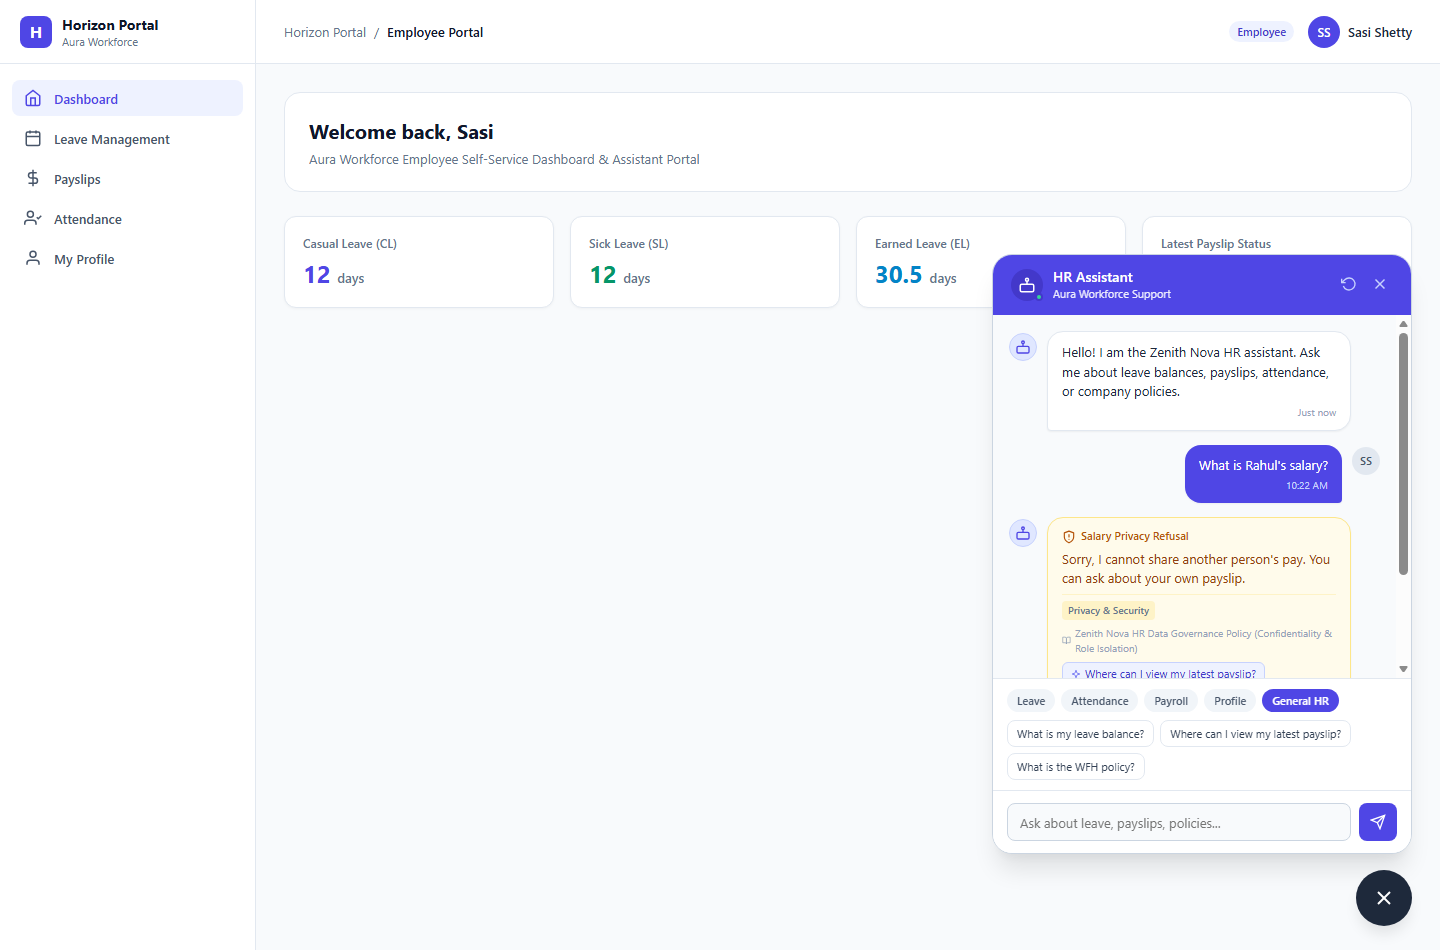 H
Horizon Portal
Aura Workforce
Horizon Portal / Employee Portal
Employee
SS
Sasi Shetty
Dashboard
Leave Management
Payslips
Attendance
My Profile
Welcome back, Sasi
Aura Workforce Employee Self-Service Dashboard & Assistant Portal
Casual Leave (CL)
12 days
Sick Leave (SL)
12 days
Earned Leave (EL)
30.5 days
Latest Payslip Status
HR Assistant
Aura Workforce Support
Hello! I am the Zenith Nova HR assistant. Ask
me about leave balances, payslips, attendance,
or company policies.
Just now
What is Rahul's salary?
10:22 AM
SS
Salary Privacy Refusal
Sorry, I cannot share another person's pay. You
can ask about your own payslip.
Privacy & Security
Zenith Nova HR Data Governance Policy (Confidentiality &
Role Isolation)
Where can I view my latest payslip?
Leave
Attendance
Payroll
Profile
General HR
What is my leave balance?
Where can I view my latest payslip?
What is the WFH policy?
Ask about leave, payslips, policies...